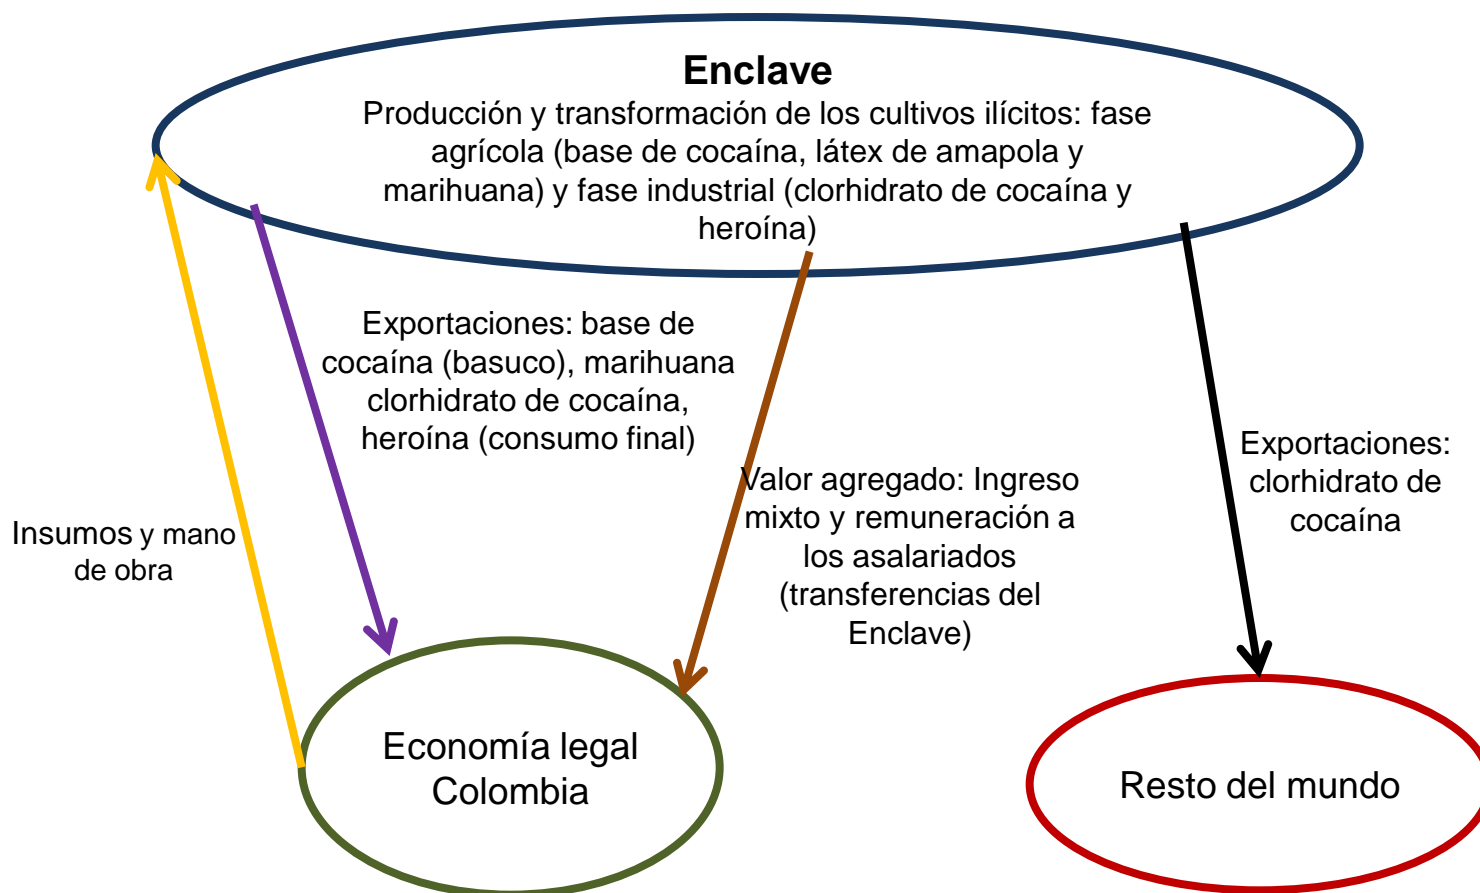 Enclave
Producción y transformación de los cultivos ilícitos: fase
agrícola (base de cocaína, látex de amapola y
marihuana) y fase industrial (clorhidrato de cocaína y
heroína)
Exportaciones: base de
cocaína (basuco), marihuana
clorhidrato de cocaína,
heroína (consumo final)
Valor agregado: Ingreso
mixto y remuneración a
los asalariados
(transferencias del
Enclave)
Exportaciones:
clorhidrato de
cocaína
Insumos y mano
de obra
Economía legal
Colombia
Resto del mundo